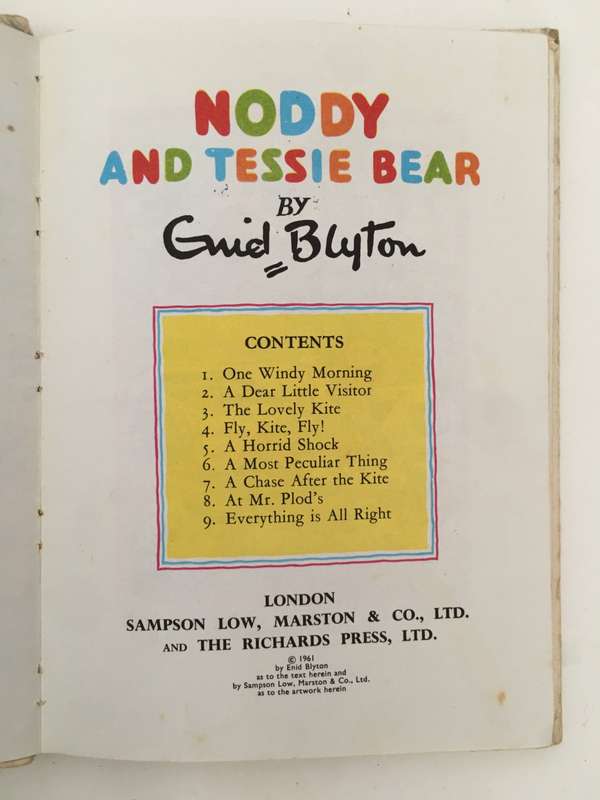 NODDY
AND TESSIE BEAR
BY
Enid Blyton
CONTENTS
1. One Windy Morning
2. A Dear Little Visitor
3. The Lovely Kite
4. Fly, Kite, Fly!
5. A Horrid Shock
6. A Most Peculiar Thing
7. A Chase After the Kite
8. At Mr. Plod's
9. Everything is All Right
LONDON
SAMPSON LOW, MARSTON & CO., LTD.
AND THE RICHARDS PRESS, LTD.
© 1961
by Enid Blyton
as to the text herein and
by Sampson Low, Marston & Co., Ltd.
as to the artwork herein